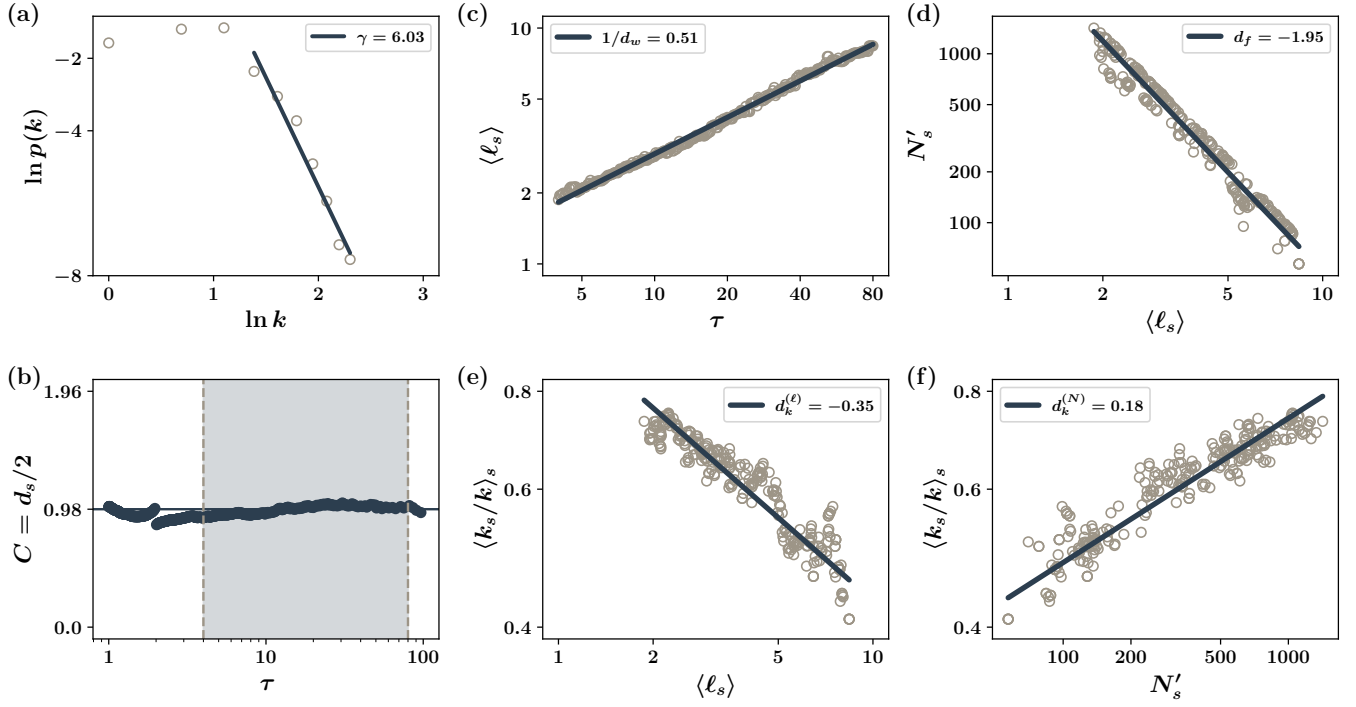 (a)
γ = 6.03
ln p(k)
−2
−4
−8
0
1
2
3
ln k
(c)
1/d_w = 0.51
⟨ℓ_s⟩
10
5
2
1
5
10
20
40
80
τ
(d)
d_f = −1.95
N′_s
1000
500
200
100
1
2
5
10
⟨ℓ_s⟩
(b)
C = d_s/2
1.96
0.98
0.0
1
10
100
τ
(e)
d_k^(ℓ) = −0.35
⟨k_s/k⟩_s
0.8
0.6
0.4
1
2
5
10
⟨ℓ_s⟩
(f)
d_k^(N) = 0.18
⟨k_s/k⟩_s
0.8
0.6
0.4
100
200
500
1000
N′_s